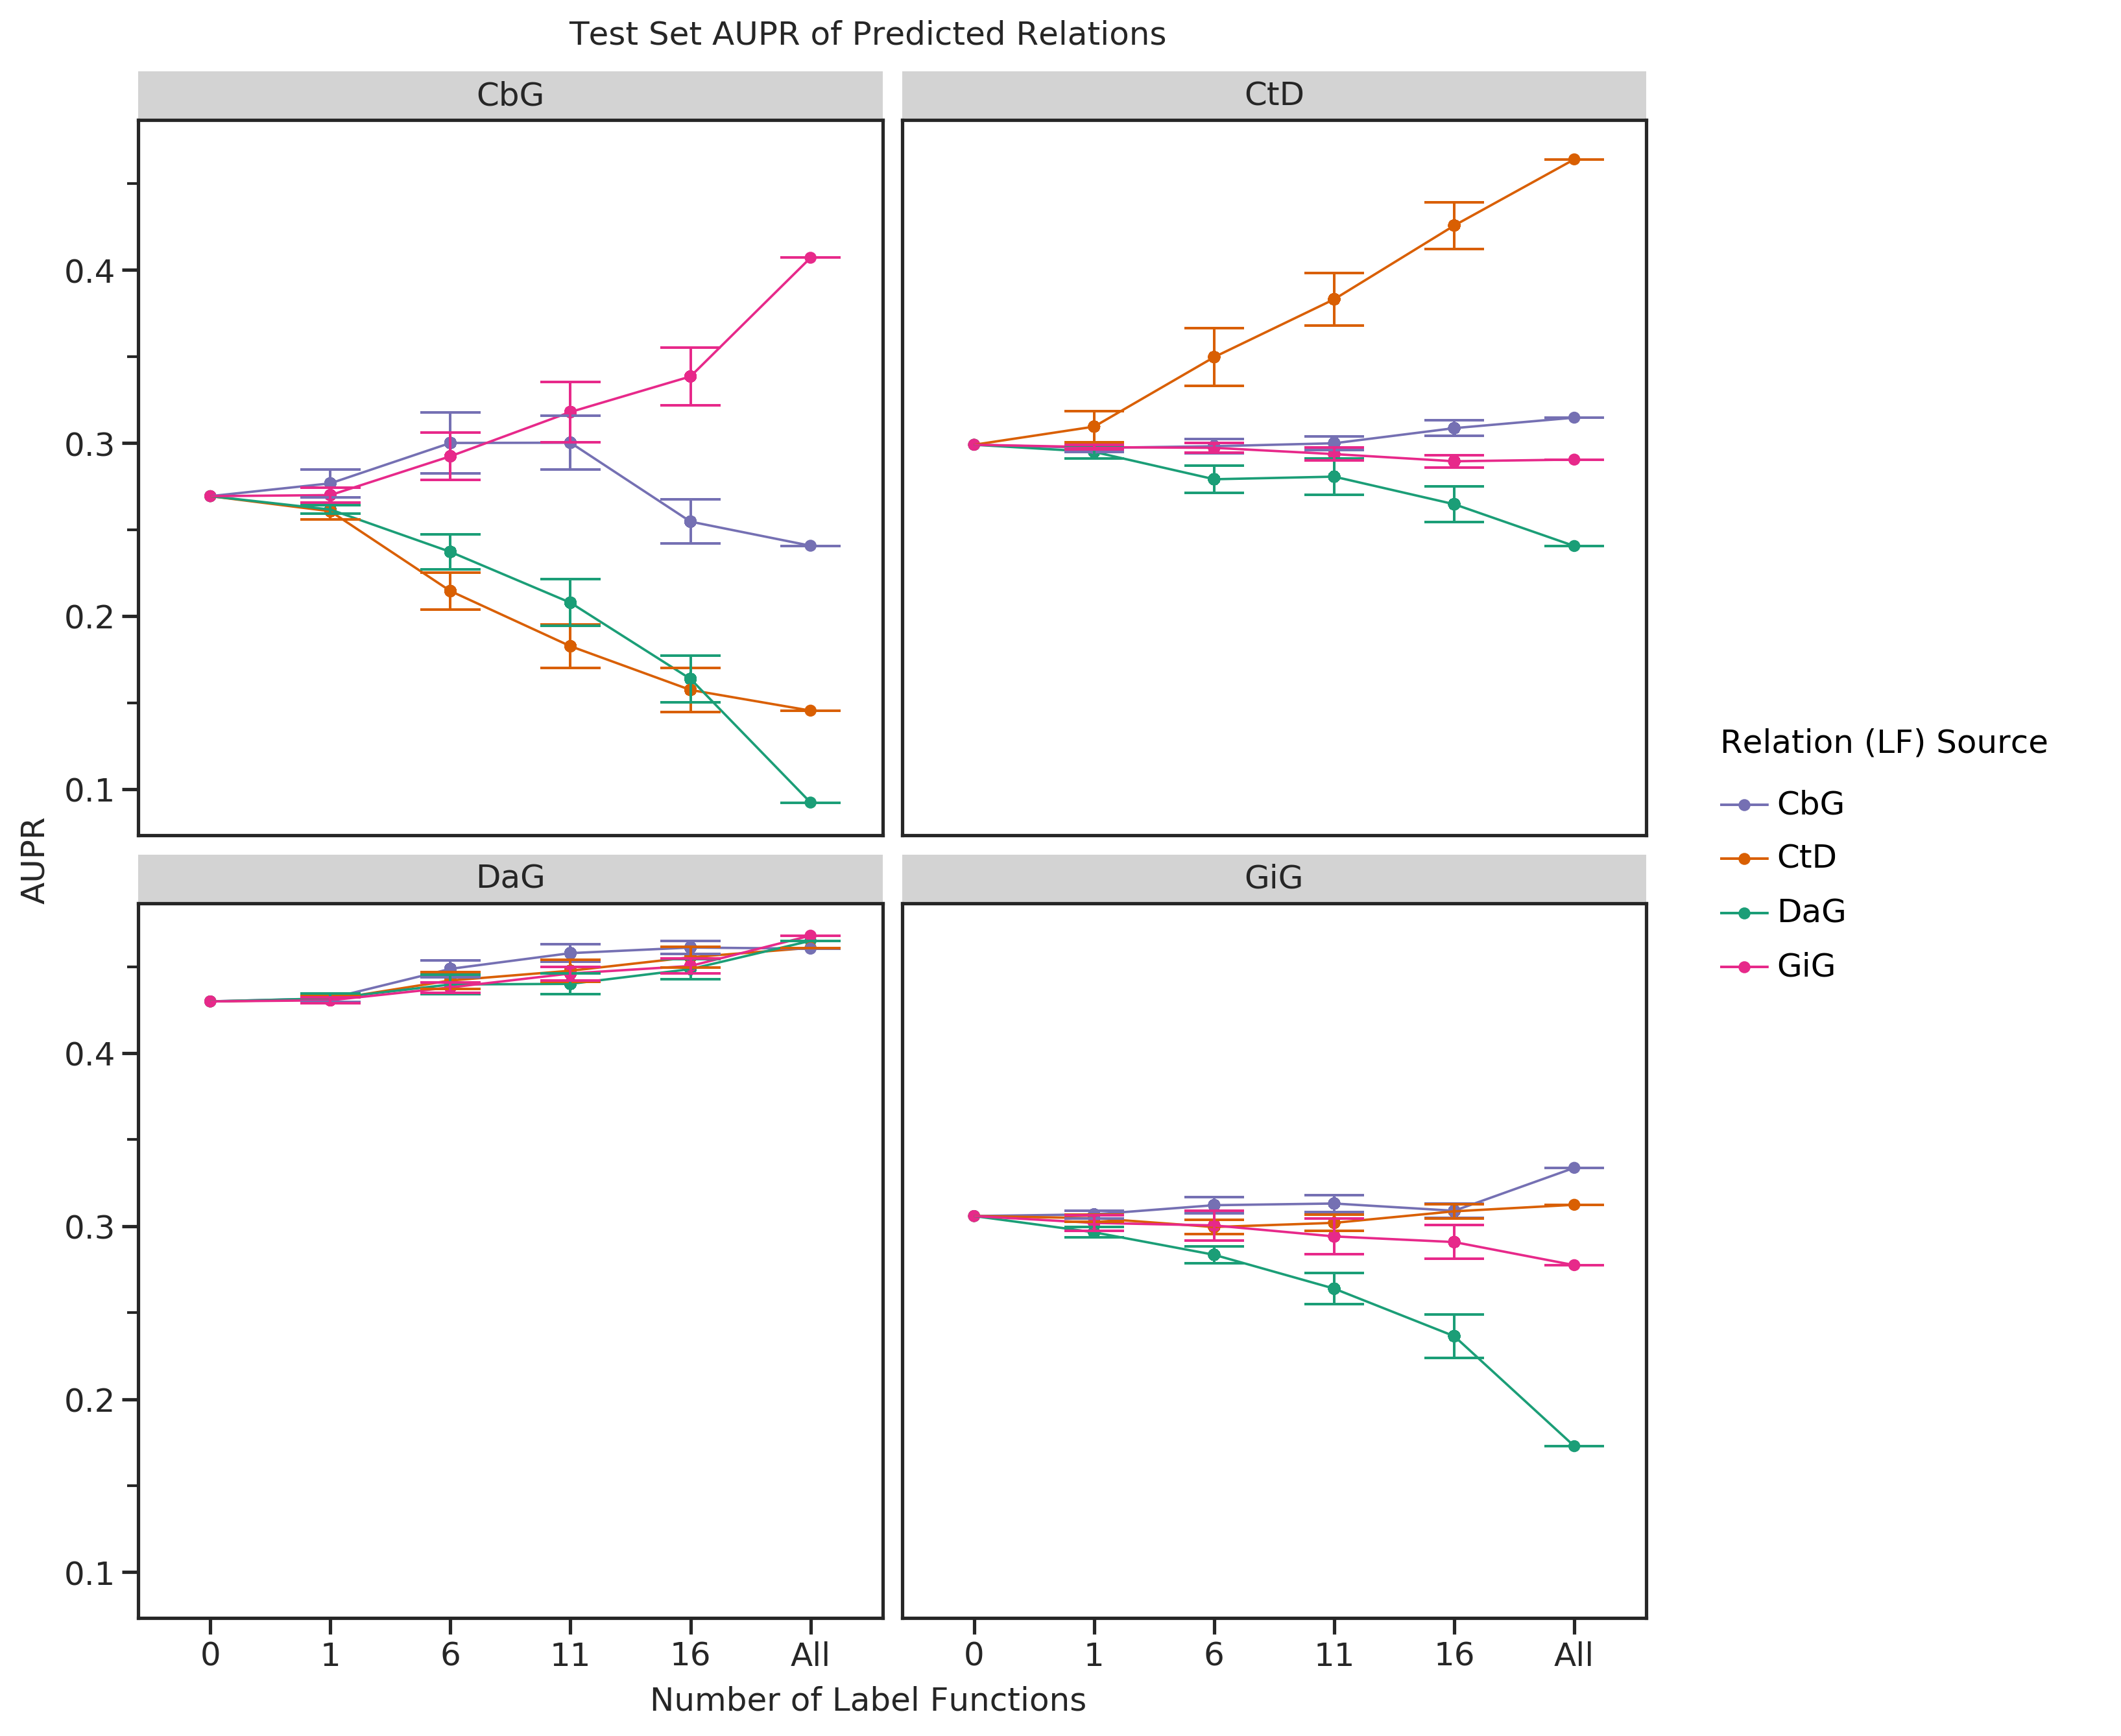 Test Set AUPR of Predicted Relations
CbG
CtD
0.4
0.3
0.2
0.1
AUPR
DaG
GiG
0.4
0.3
0.2
0.1
0 1 6 11 16 All
0 1 6 11 16 All
Number of Label Functions
Relation (LF) Source
CbG
CtD
DaG
GiG